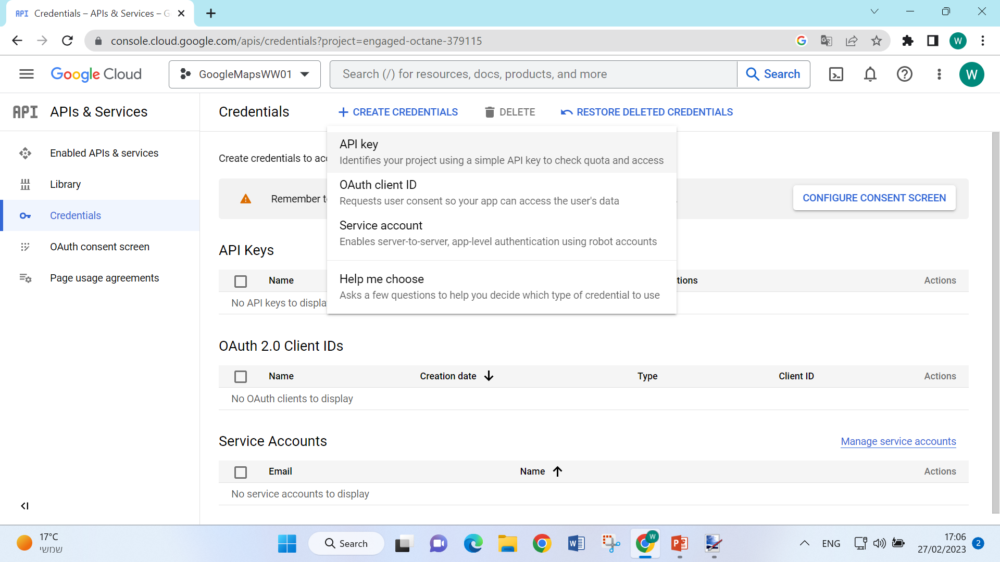 API Credentials – APIs & Services – G
console.cloud.google.com/apis/credentials?project=engaged-octane-379115
W
Google Cloud
GoogleMapsWW01
Search (/) for resources, docs, products, and more
Search
W
API APIs & Services
Credentials
CREATE CREDENTIALS
DELETE
RESTORE DELETED CREDENTIALS
Enabled APIs & services
Library
Credentials
OAuth consent screen
Page usage agreements
Create credentials to
API key
Identifies your project using a simple API key to check quota and access
OAuth client ID
Requests user consent so your app can access the user's data
Service account
Enables server-to-server, app-level authentication using robot accounts
Help me choose
Asks a few questions to help you decide which type of credential to use
Remember
CONFIGURE CONSENT SCREEN
API Keys
Name
tions
Actions
No API keys to displa
OAuth 2.0 Client IDs
Name
Creation date
Type
Client ID
Actions
No OAuth clients to display
Service Accounts
Manage service accounts
Email
Name
Actions
No service accounts to display
17°C
שמשי
Search
W
ENG
17:06
27/02/2023
2